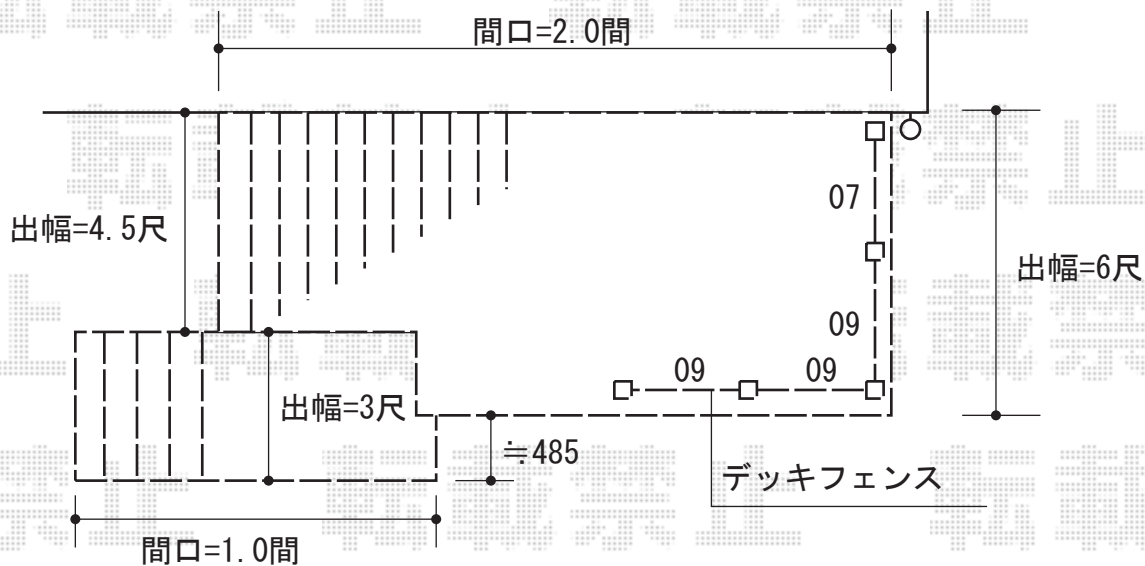 間口=2.0間
出幅=4.5尺
07
出幅=6尺
09
09
09
出幅=3尺
≒485
デッキフェンス
間口=1.0間